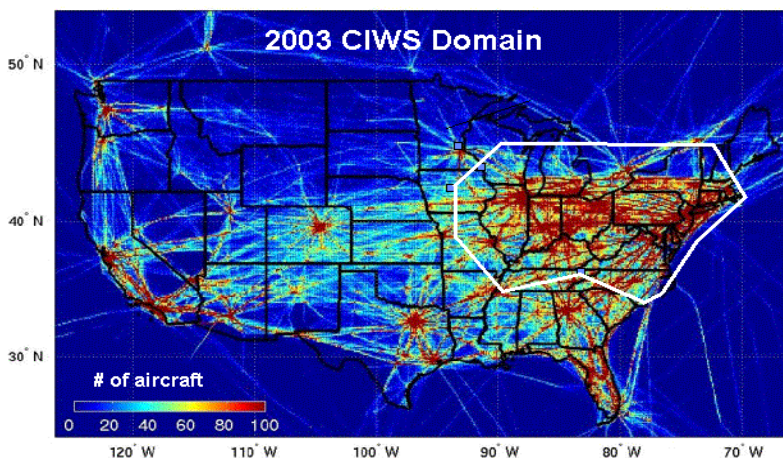 2003 CIWS Domain
50° N
40° N
30° N
# of aircraft
0 20 40 60 80 100
120° W 110° W 100° W 90° W 80° W 70° W